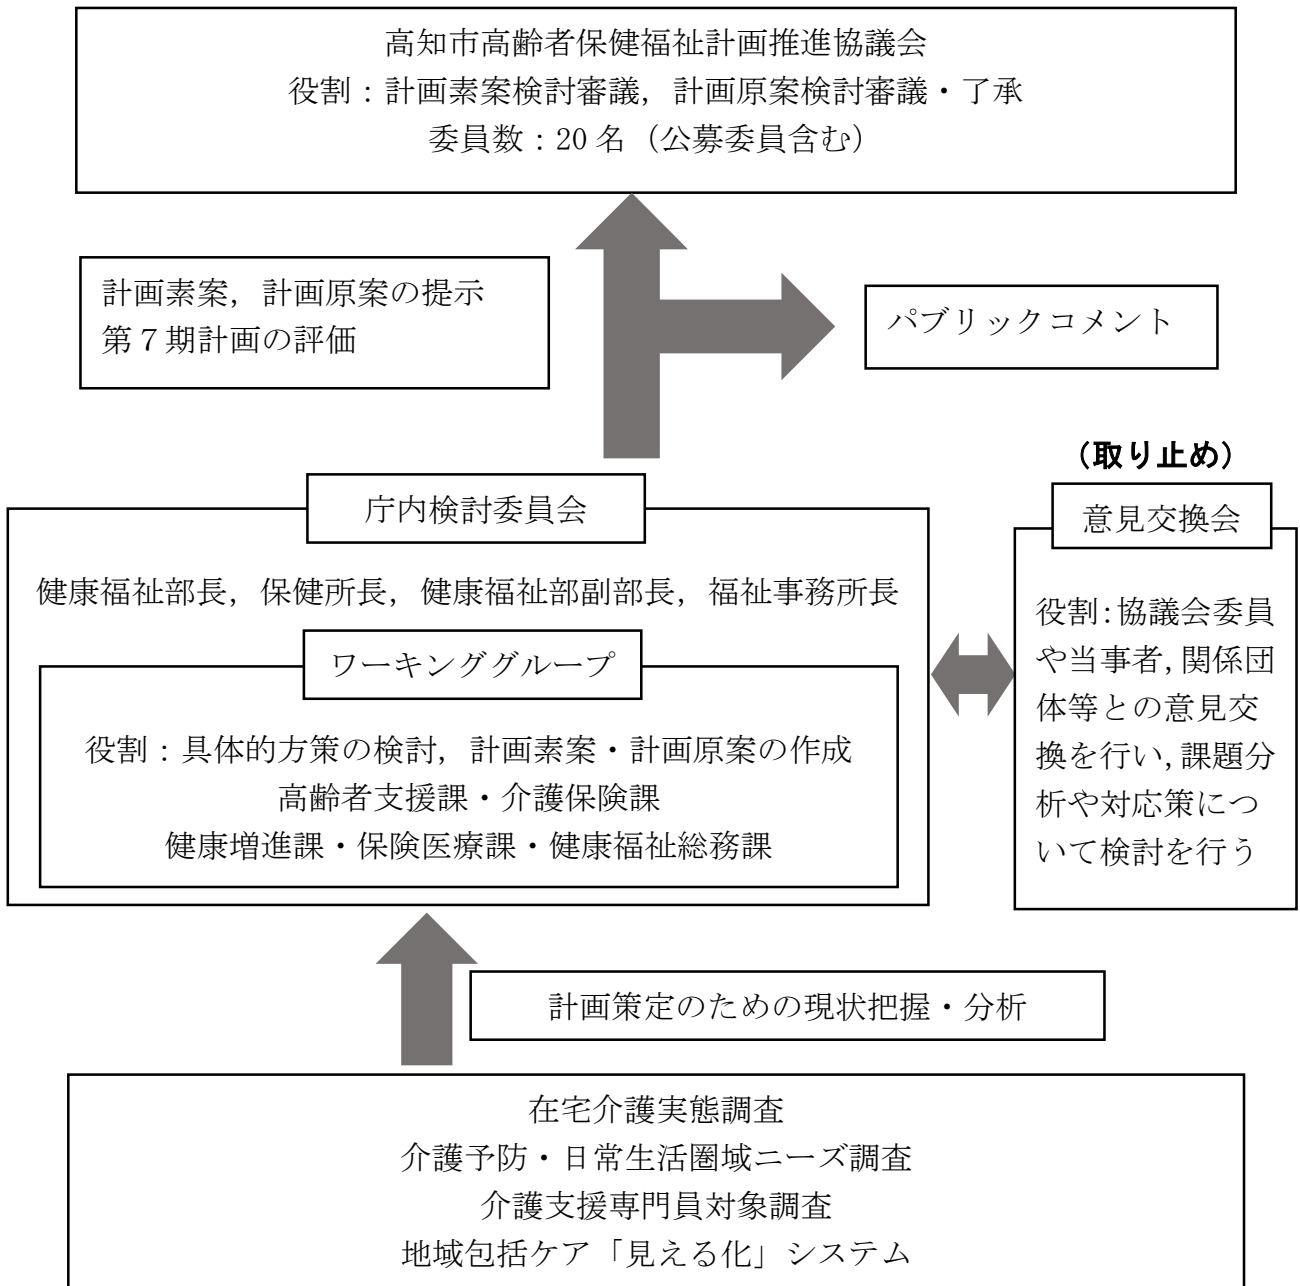 高知市高齢者保健福祉計画推進協議会
役割：計画素案検討審議，計画原案検討審議・了承
委員数：20名（公募委員含む）
計画素案，計画原案の提示
第７期計画の評価
パブリックコメント
（取り止め）
庁内検討委員会
意見交換会
健康福祉部長，保健所長，健康福祉部副部長，福祉事務所長
ワーキンググループ
役割：具体的方策の検討，計画素案・計画原案の作成
高齢者支援課・介護保険課
健康増進課・保険医療課・健康福祉総務課
役割：協議会委員
や当事者，関係団
体等との意見交
換を行い，課題分
析や対応策につ
いて検討を行う
計画策定のための現状把握・分析
在宅介護実態調査
介護予防・日常生活圏域ニーズ調査
介護支援専門員対象調査
地域包括ケア「見える化」システム